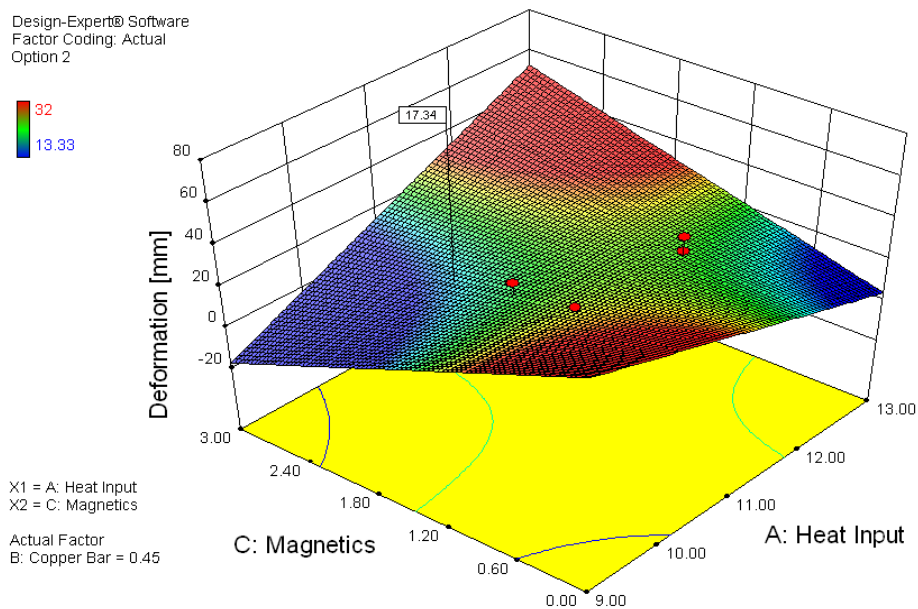 Design-Expert® Software
Factor Coding: Actual
Option 2
32
13.33
X1 = A: Heat Input
X2 = C: Magnetics
Actual Factor
B: Copper Bar = 0.45
17.34
80
60
40
20
0
-20
Deformation [mm]
3.00
2.40
1.80
1.20
0.60
0.00
C: Magnetics
9.00
10.00
11.00
12.00
13.00
A: Heat Input